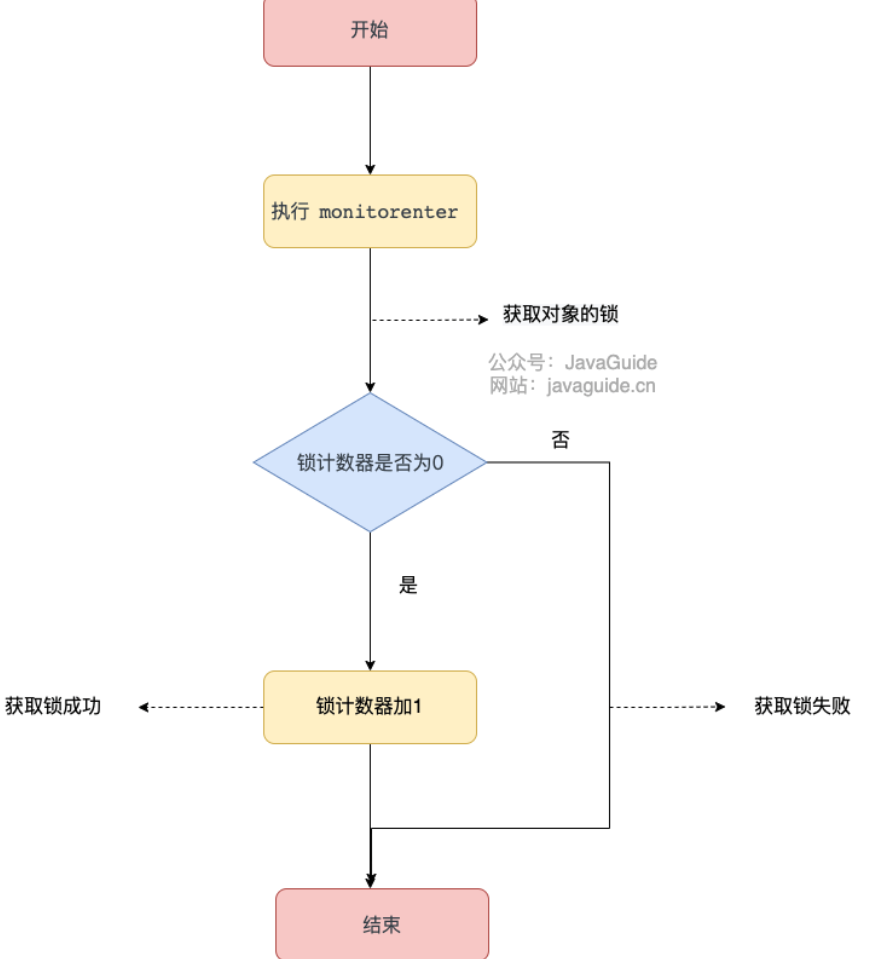 开始
执行 monitorenter
获取对象的锁
公众号：JavaGuide
网站：javaguide.cn
否
锁计数器是否为0
是
获取锁成功
锁计数器加1
获取锁失败
结束